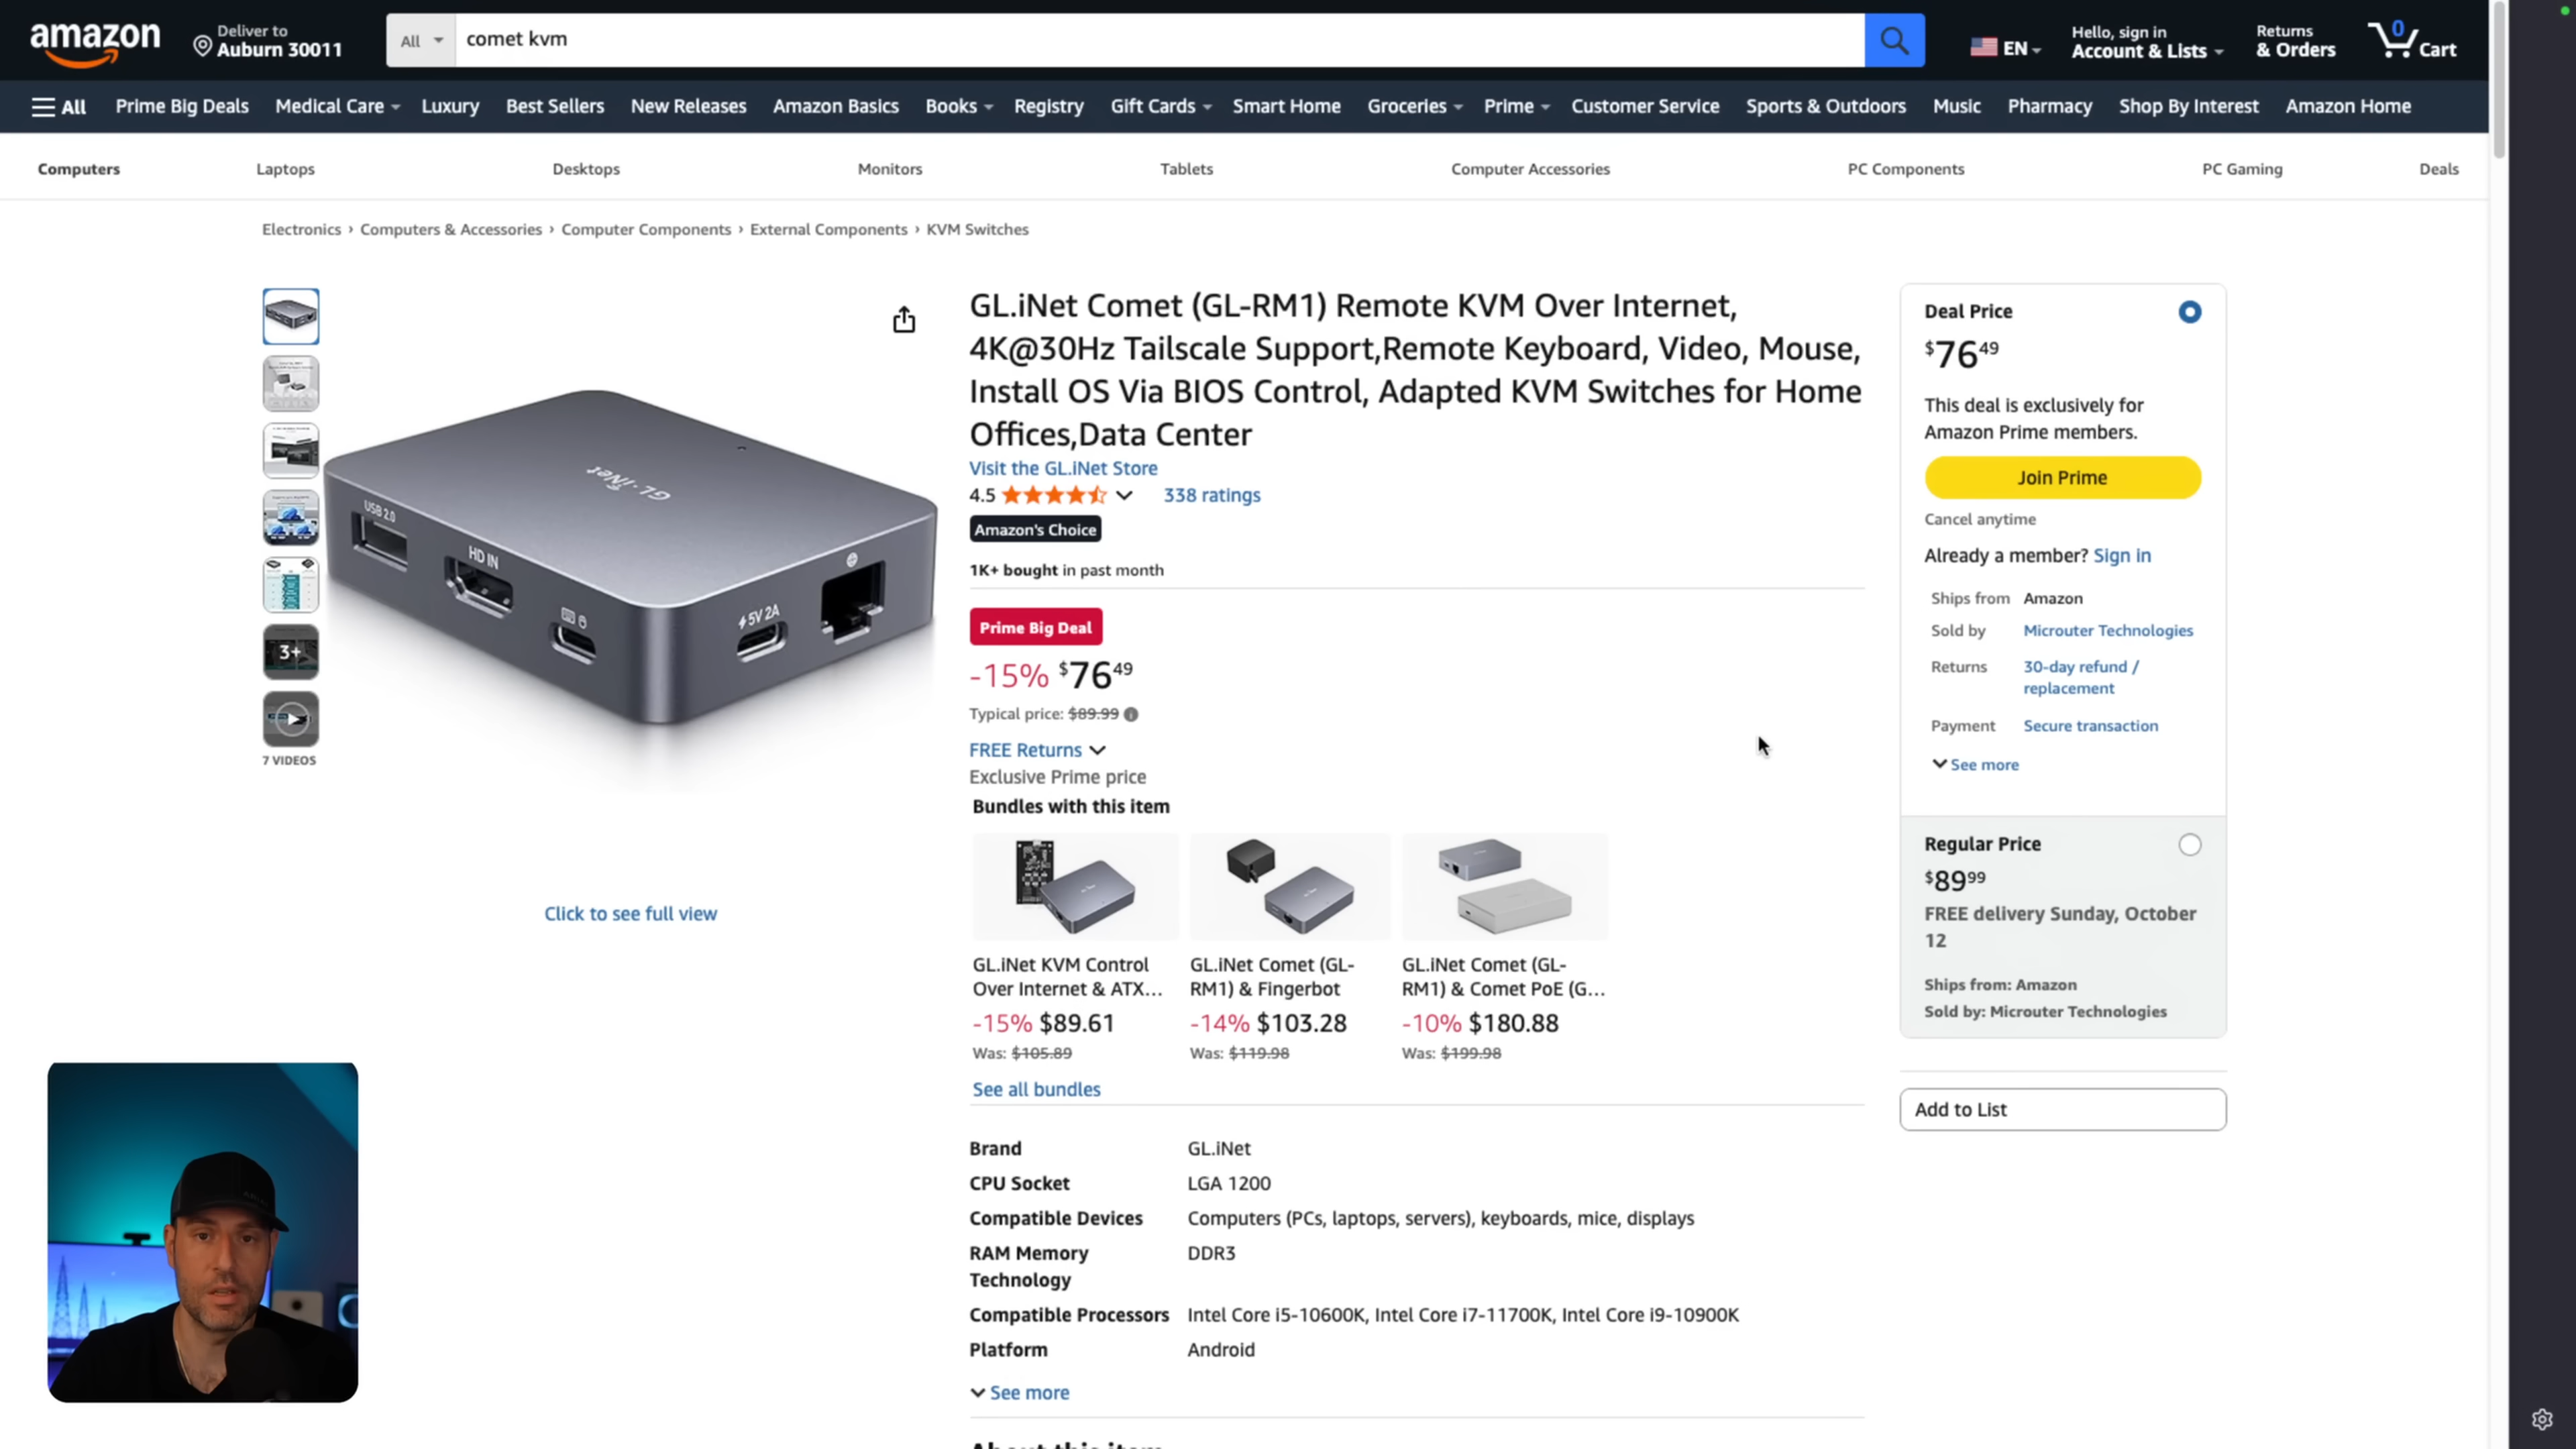 amazon
Deliver to
Auburn 30011
All
comet kvm
EN
Hello, sign in
Account & Lists
Returns
& Orders
0
Cart
All
Prime Big Deals
Medical Care
Luxury
Best Sellers
New Releases
Amazon Basics
Books
Registry
Gift Cards
Smart Home
Groceries
Prime
Customer Service
Sports & Outdoors
Music
Pharmacy
Shop By Interest
Amazon Home
Computers
Laptops
Desktops
Monitors
Tablets
Computer Accessories
PC Components
PC Gaming
Deals
Electronics › Computers & Accessories › Computer Components › External Components › KVM Switches
3+
7 VIDEOS
GL·iNet
USB 2.0
HD IN
5V 2A
Click to see full view
GL.iNet Comet (GL-RM1) Remote KVM Over Internet,
4K@30Hz Tailscale Support,Remote Keyboard, Video, Mouse,
Install OS Via BIOS Control, Adapted KVM Switches for Home
Offices,Data Center
Visit the GL.iNet Store
4.5
338 ratings
Amazon's Choice
1K+ bought in past month
Prime Big Deal
-15% $76 49
Typical price: $89.99
FREE Returns
Exclusive Prime price
Bundles with this item
GL.iNet KVM Control
Over Internet & ATX...
-15% $89.61
Was: $105.89
GL.iNet Comet (GL-
RM1) & Fingerbot
-14% $103.28
Was: $119.98
GL.iNet Comet (GL-
RM1) & Comet PoE (G...
-10% $180.88
Was: $199.98
See all bundles
Brand GL.iNet
CPU Socket LGA 1200
Compatible Devices Computers (PCs, laptops, servers), keyboards, mice, displays
RAM Memory DDR3
Technology
Compatible Processors Intel Core i5-10600K, Intel Core i7-11700K, Intel Core i9-10900K
Platform Android
See more
About this item
Deal Price
$76 49
This deal is exclusively for
Amazon Prime members.
Join Prime
Cancel anytime
Already a member? Sign in
Ships from Amazon
Sold by Microuter Technologies
Returns 30-day refund /
replacement
Payment Secure transaction
See more
Regular Price
$89 99
FREE delivery Sunday, October
12
Ships from: Amazon
Sold by: Microuter Technologies
Add to List